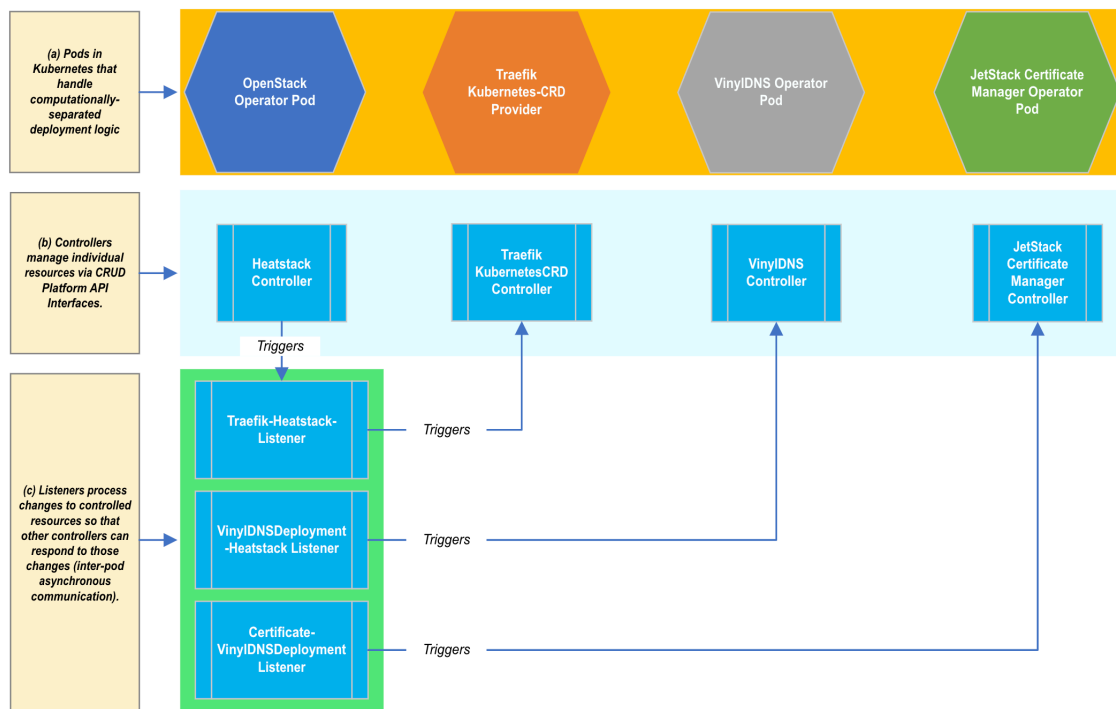 (a) Pods in
Kubernetes that
handle
computationally-
separated
deployment logic
OpenStack
Operator Pod
Traefik
Kubernetes-CRD
Provider
VinylDNS Operator
Pod
JetStack Certificate
Manager Operator
Pod
(b) Controllers
manage individual
resources via CRUD
Platform API
Interfaces.
Heatstack
Controller
Traefik
KubernetesCRD
Controller
VinylDNS
Controller
JetStack
Certificate
Manager
Controller
Triggers
(c) Listeners process
changes to controlled
resources so that
other controllers can
respond to those
changes (inter-pod
asynchronous
communication).
Traefik-Heatstack-
Listener
Triggers
VinylDNSDeployment
-Heatstack Listener
Triggers
Certificate-
VinylDNSDeployment
Listener
Triggers